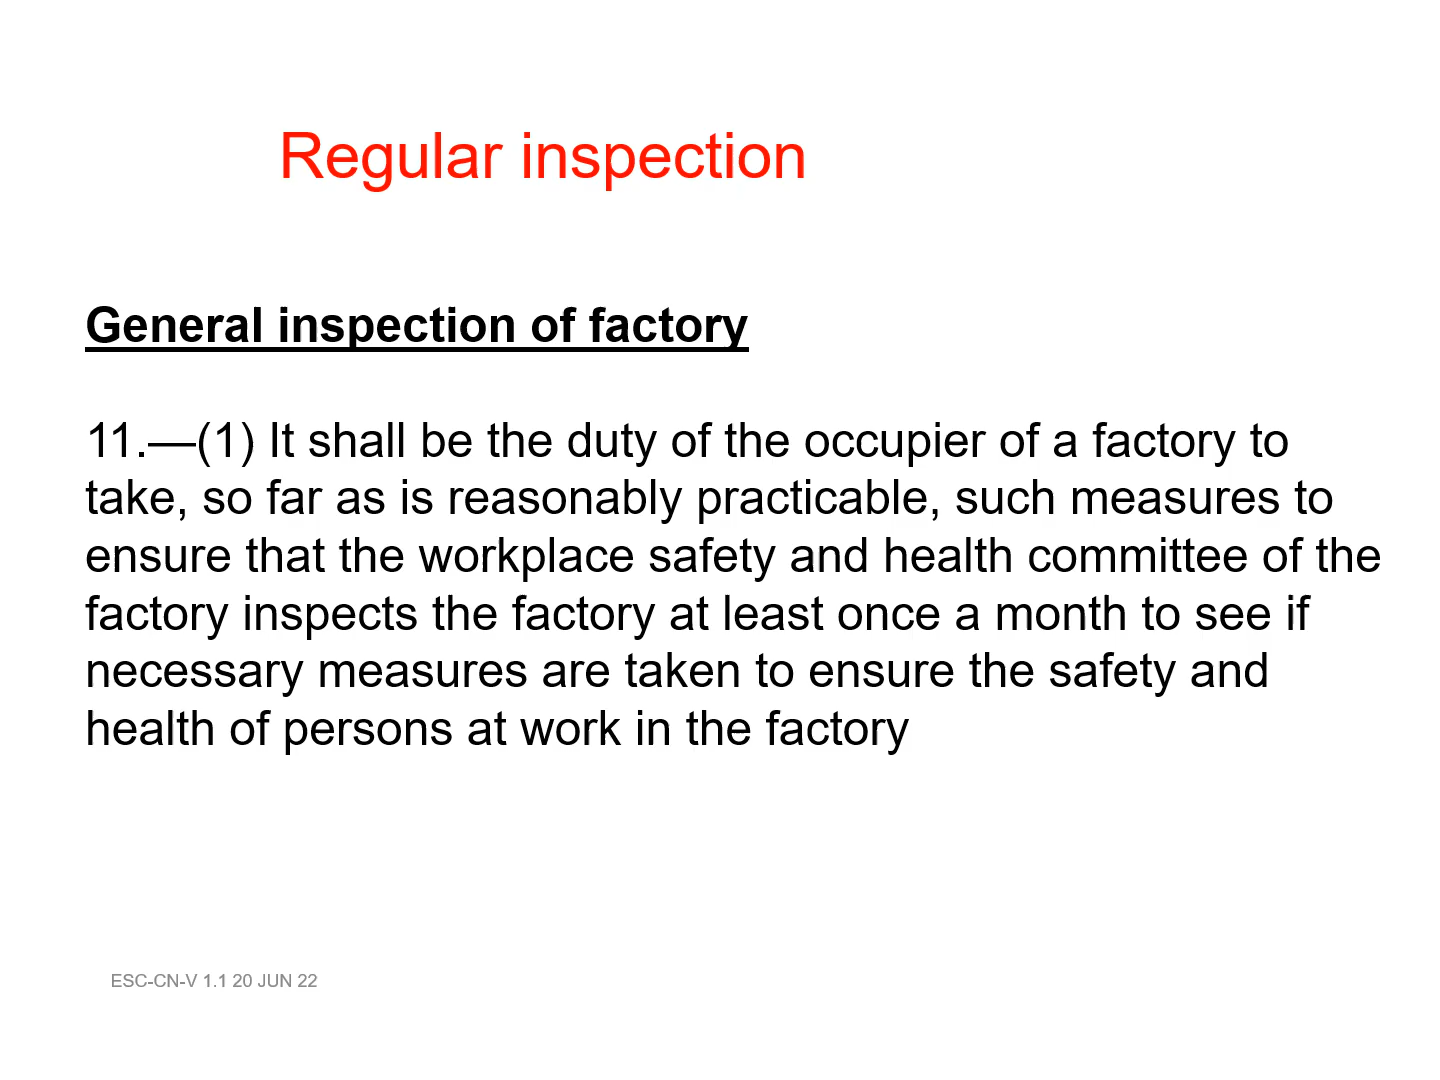 Regular inspection
General inspection of factory
11.—(1) It shall be the duty of the occupier of a factory to
take, so far as is reasonably practicable, such measures to
ensure that the workplace safety and health committee of the
factory inspects the factory at least once a month to see if
necessary measures are taken to ensure the safety and
health of persons at work in the factory
ESC-CN-V 1.1 20 JUN 22